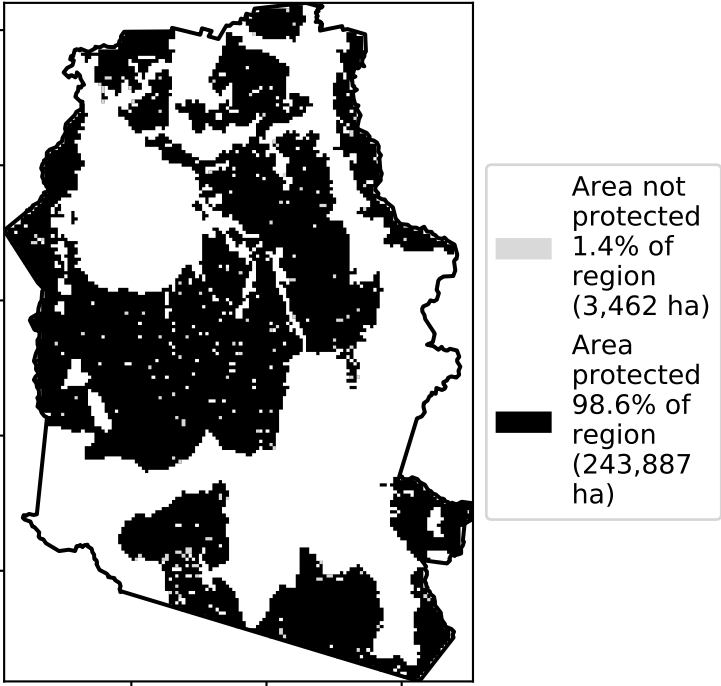 Area not
protected
1.4% of
region
(3,462 ha)
Area
protected
98.6% of
region
(243,887
ha)